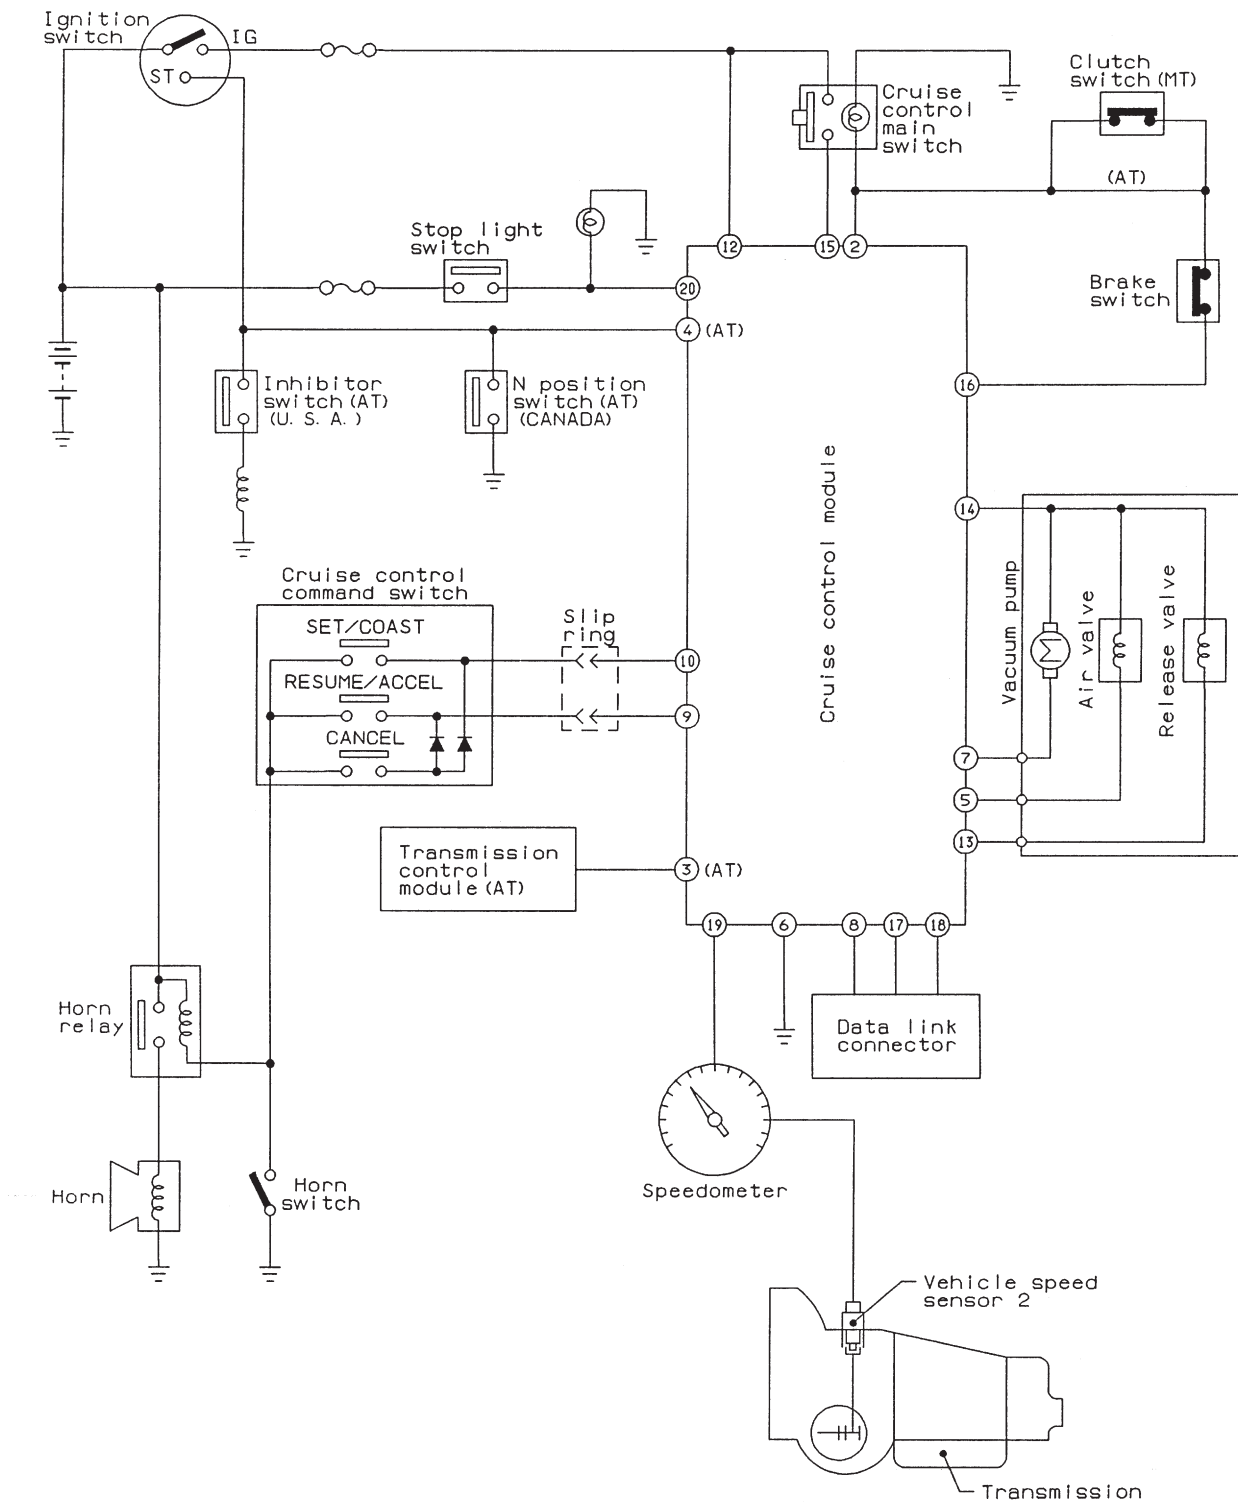 Ignition
switch
IG
ST
Cruise
control
main
switch
Clutch
switch (MT)
(AT)
Stop light
switch
12
15
2
20
4
(AT)
Brake
switch
16
Inhibitor
switch (AT)
(U. S. A. )
N position
switch (AT)
(CANADA)
Cruise control module
14
Cruise control
command switch
SET/COAST
RESUME/ACCEL
CANCEL
Slip
ring
10
9
Vacuum pump
Air valve
Release valve
7
5
13
Transmission
control
module (AT)
3
(AT)
19
6
8
17
18
Horn
relay
Data link
connector
Speedometer
Horn
Horn
switch
Vehicle speed
sensor 2
Transmission